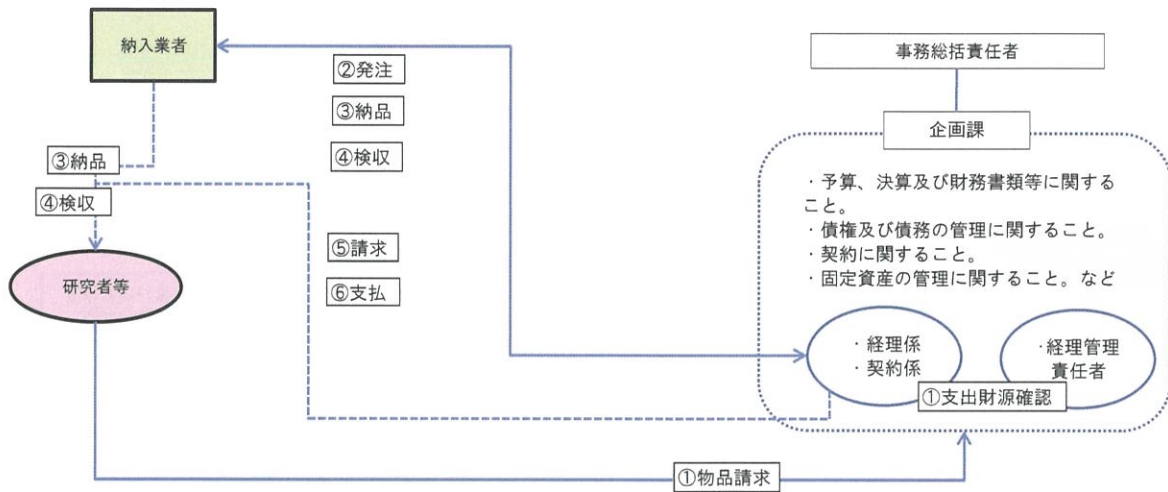 納入業者
②発注
③納品
④検収
③納品
④検収
⑤請求
⑥支払
研究者等
事務総括責任者
企画課
・予算、決算及び財務書類等に関する
こと。
・債権及び債務の管理に関すること。
・契約に関すること。
・固定資産の管理に関すること。など
・経理係
・契約係
・経理管理
責任者
①支出財源確認
①物品請求